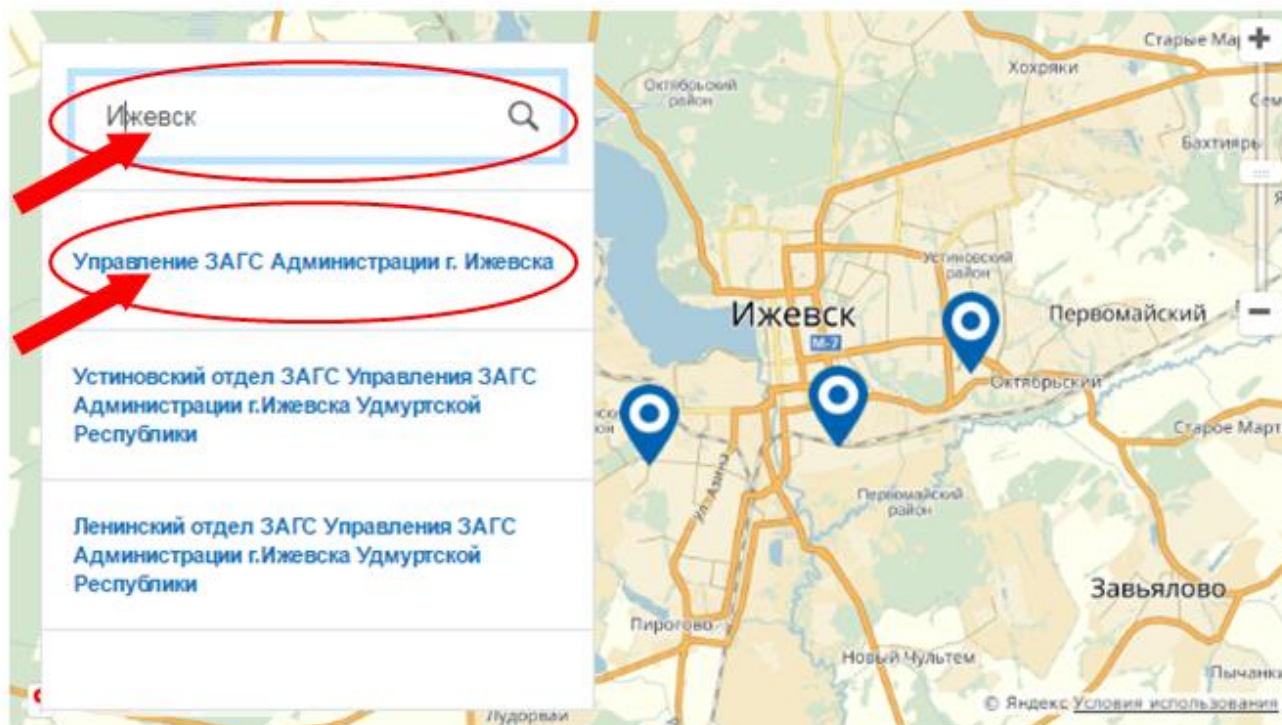 Ижевск
Управление ЗАГС Администрации г. Ижевска
Устиновский отдел ЗАГС Управления ЗАГС
Администрации г.Ижевска Удмуртской
Республики
Ленинский отдел ЗАГС Управления ЗАГС
Администрации г.Ижевска Удмуртской
Республики
Старые Мар
Хохряки
Октябрьский
район
Бахтияры
Устиновский
район
Ижевск
М-7
Первомайский
Октябрьский
Старое Март
ул. Азина
Первомайский
район
Завьялово
Пирогово
Новый Чультем
Пычанки
Лудорвай
© Яндекс Условия использования